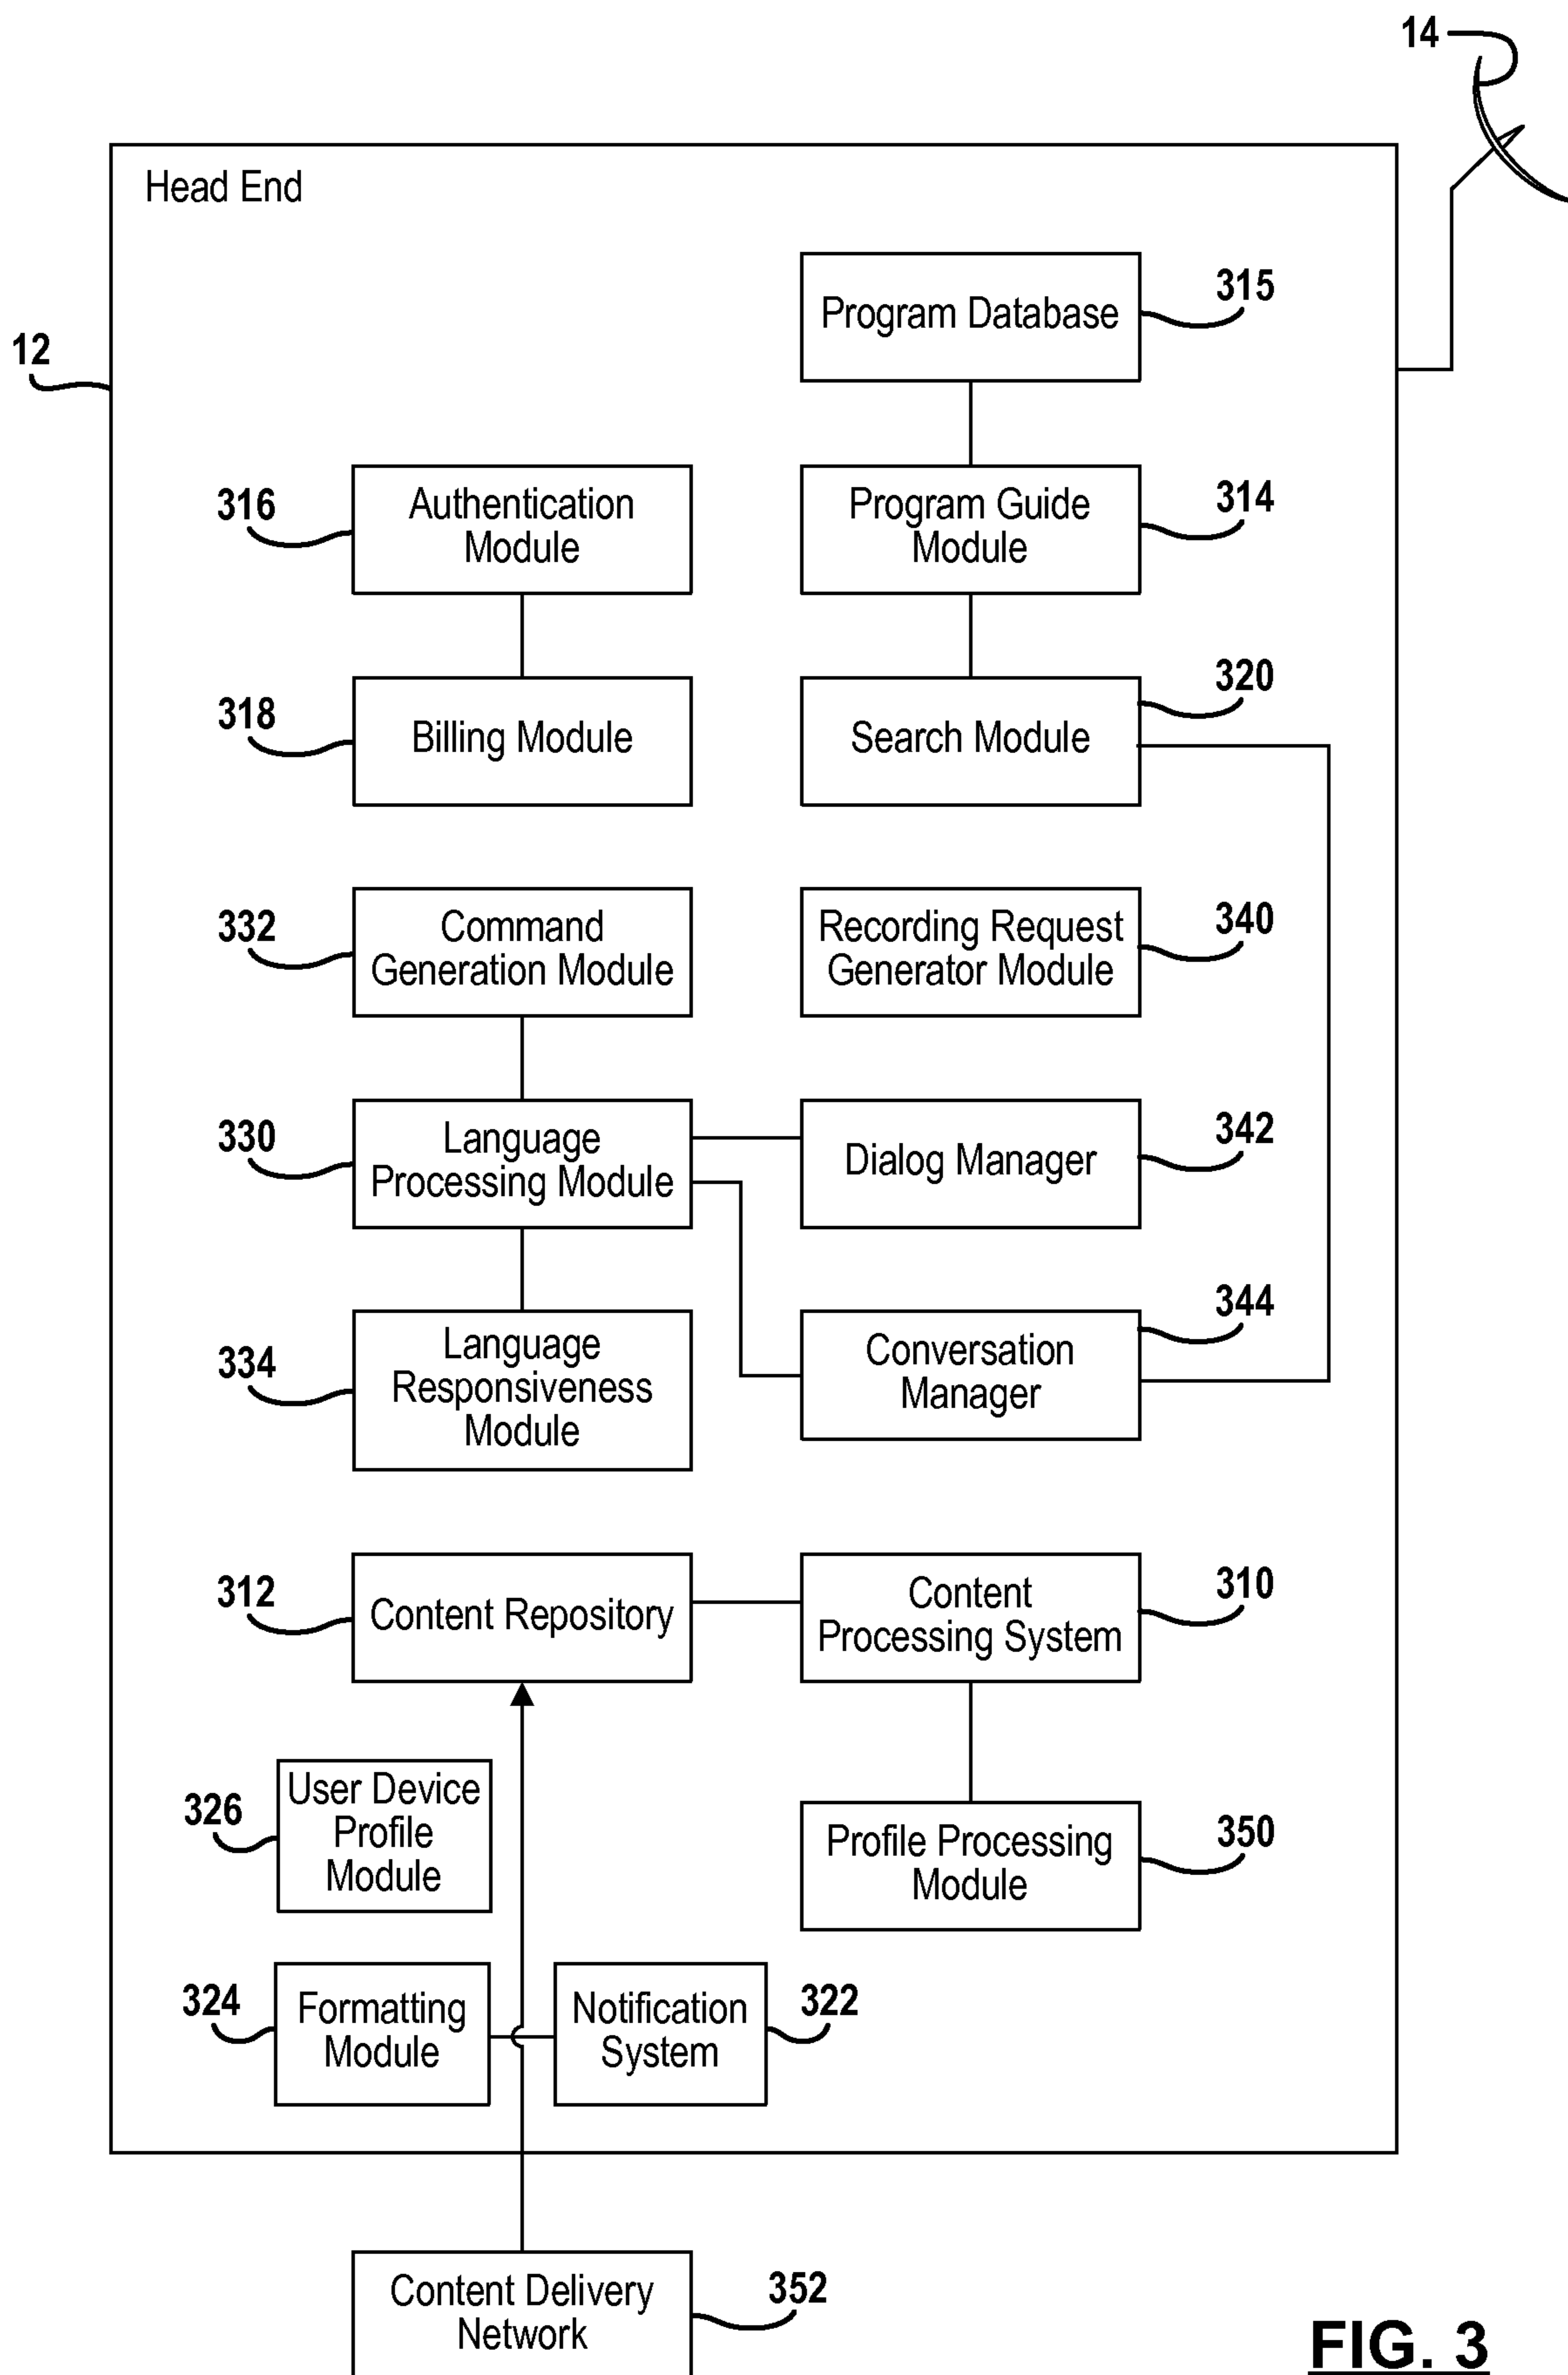 14
Head End
Program Database
315
12
316
Authentication
Module
Program Guide
Module
314
318
Billing Module
Search Module
320
332
Command
Generation Module
Recording Request
Generator Module
340
330
Language
Processing Module
Dialog Manager
342
334
Language
Responsiveness
Module
Conversation
Manager
344
312
Content Repository
Content
Processing System
310
326
User Device
Profile
Module
Profile Processing
Module
350
324
Formatting
Module
Notification
System
322
Content Delivery
Network
352
FIG. 3